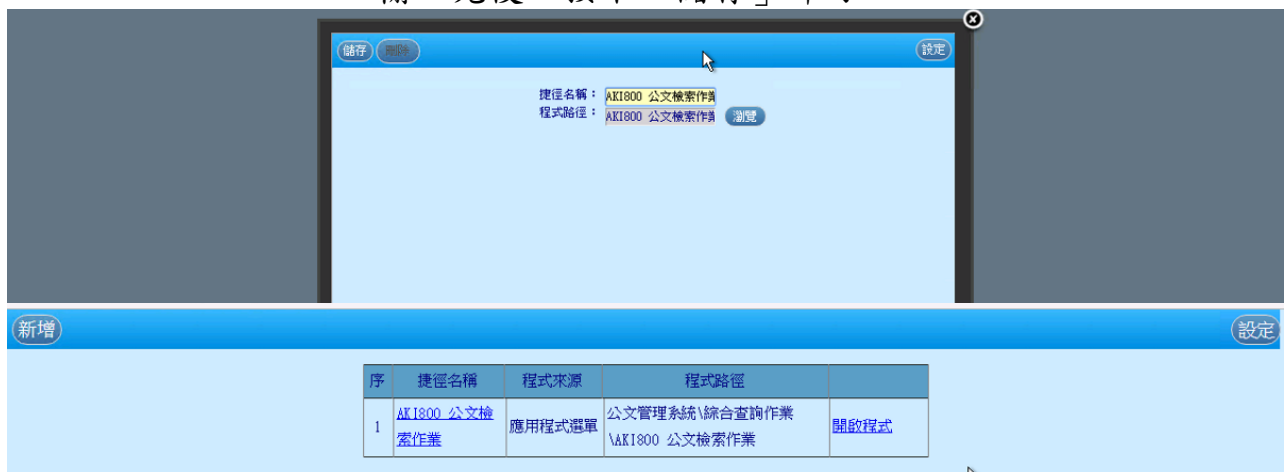 儲存 刪除 設定
捷徑名稱： AKI800 公文檢索作業
程式路徑： AKI800 公文檢索作業 瀏覽
新增 設定
序 捷徑名稱 程式來源 程式路徑
1 AKI800 公文檢索作業 應用程式選單 公文管理系統\綜合查詢作業\AKI800 公文檢索作業 開啟程式